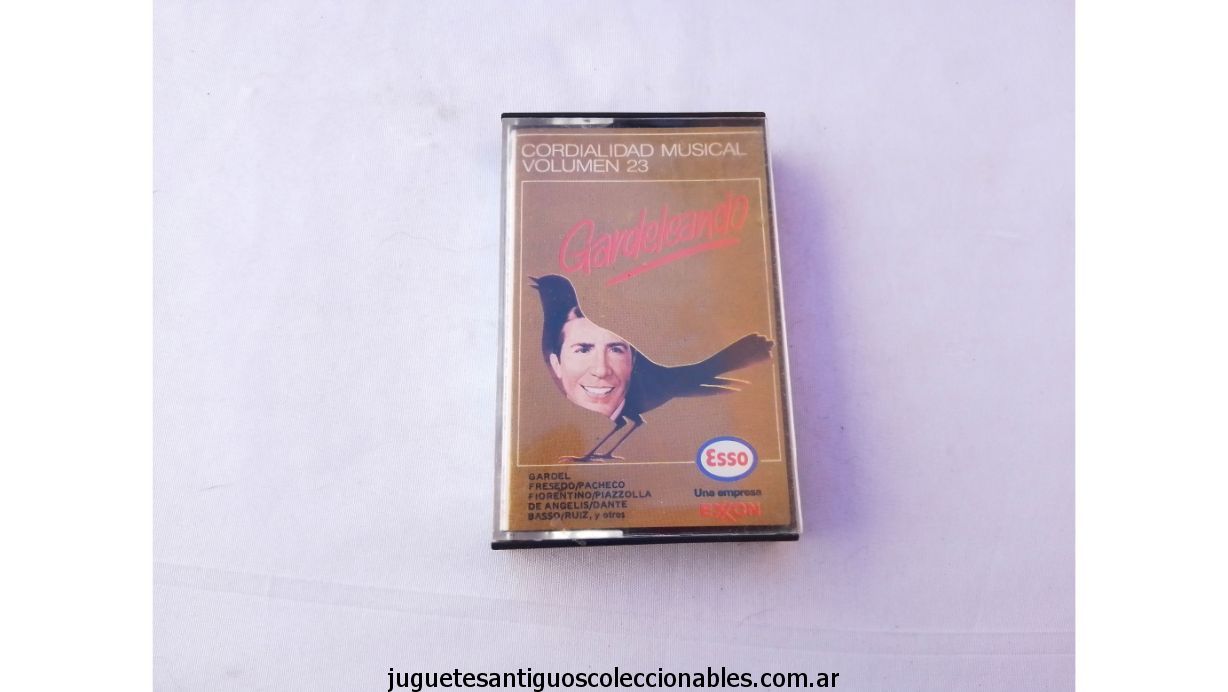 CORDIALIDAD MUSICAL
VOLUMEN 23
Gardeleando
GARDEL
FRESEDO/PACHECO
FIORENTINO/PIAZZOLLA
DE ANGELIS/DANTE
BASSO/RUIZ, y otros
Esso
Una empresa
EXXON
juguetesantiguoscoleccionables.com.ar